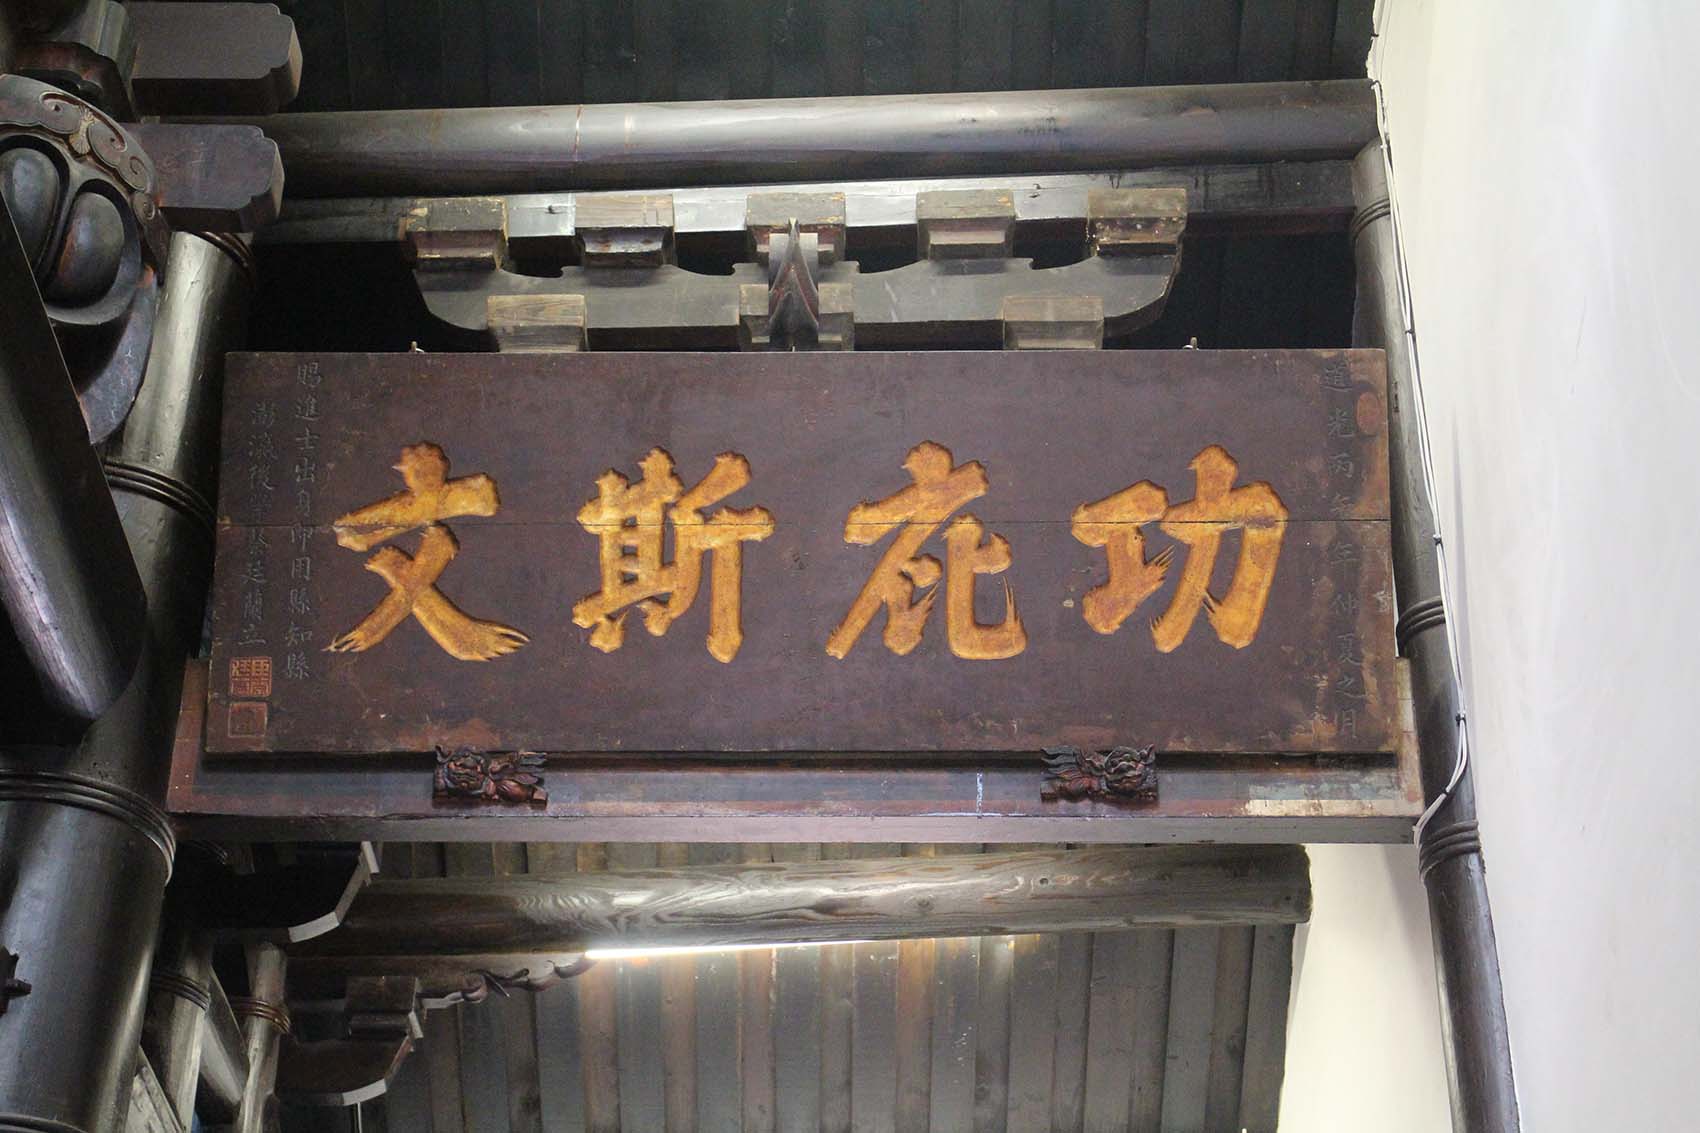 道光丙午年仲夏之月
功庇斯文
賜進士出身即用縣知縣
澎瀛後學蔡廷蘭立